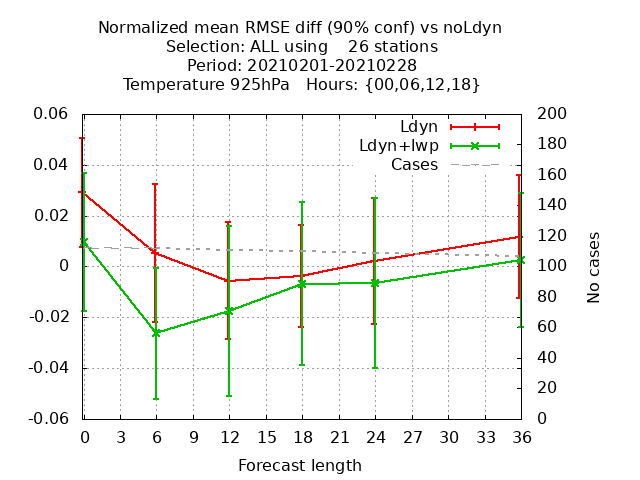 Normalized mean RMSE diff (90% conf) vs noLdyn
Selection: ALL using    26 stations
Period: 20210201-20210228
Temperature 925hPa   Hours: {00,06,12,18}
0.06
0.04
0.02
0
-0.02
-0.04
-0.06
Ldyn
Ldyn+lwp
Cases
200
180
160
140
120
100
80
60
40
20
0
No cases
0 3 6 9 12 15 18 21 24 27 30 33 36
Forecast length